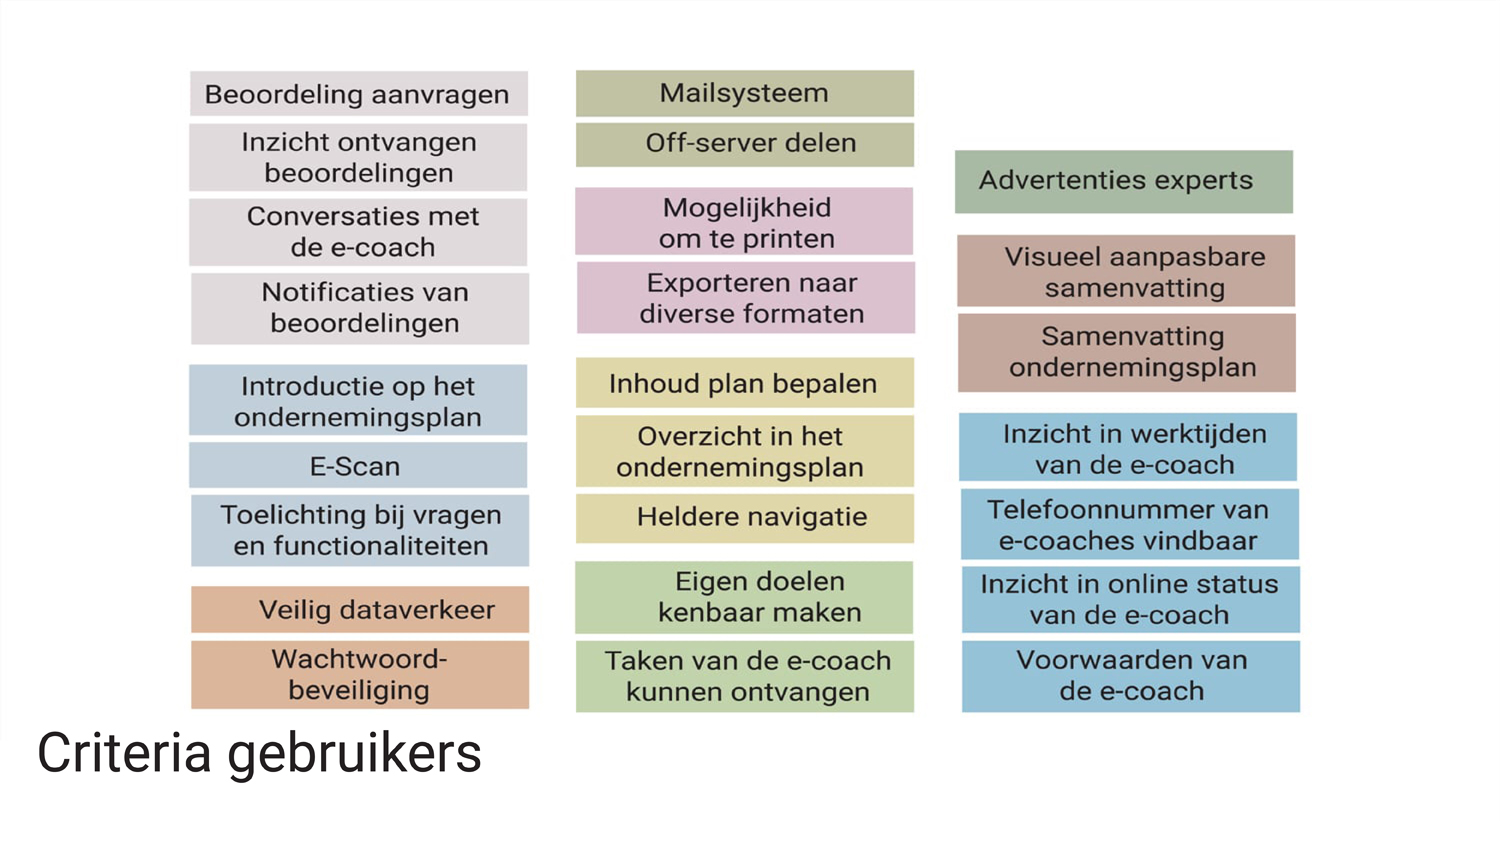 Beoordeling aanvragen
Inzicht ontvangen
beoordelingen
Conversaties met
de e-coach
Notificaties van
beoordelingen
Introductie op het
ondernemingsplan
E-Scan
Toelichting bij vragen
en functionaliteiten
Veilig dataverkeer
Wachtwoord-
beveiliging
Mailsysteem
Off-server delen
Mogelijkheid
om te printen
Exporteren naar
diverse formaten
Inhoud plan bepalen
Overzicht in het
ondernemingsplan
Heldere navigatie
Eigen doelen
kenbaar maken
Taken van de e-coach
kunnen ontvangen
Advertenties experts
Visueel aanpasbare
samenvatting
Samenvatting
ondernemingsplan
Inzicht in werktijden
van de e-coach
Telefoonnummer van
e-coaches vindbaar
Inzicht in online status
van de e-coach
Voorwaarden van
de e-coach
Criteria gebruikers